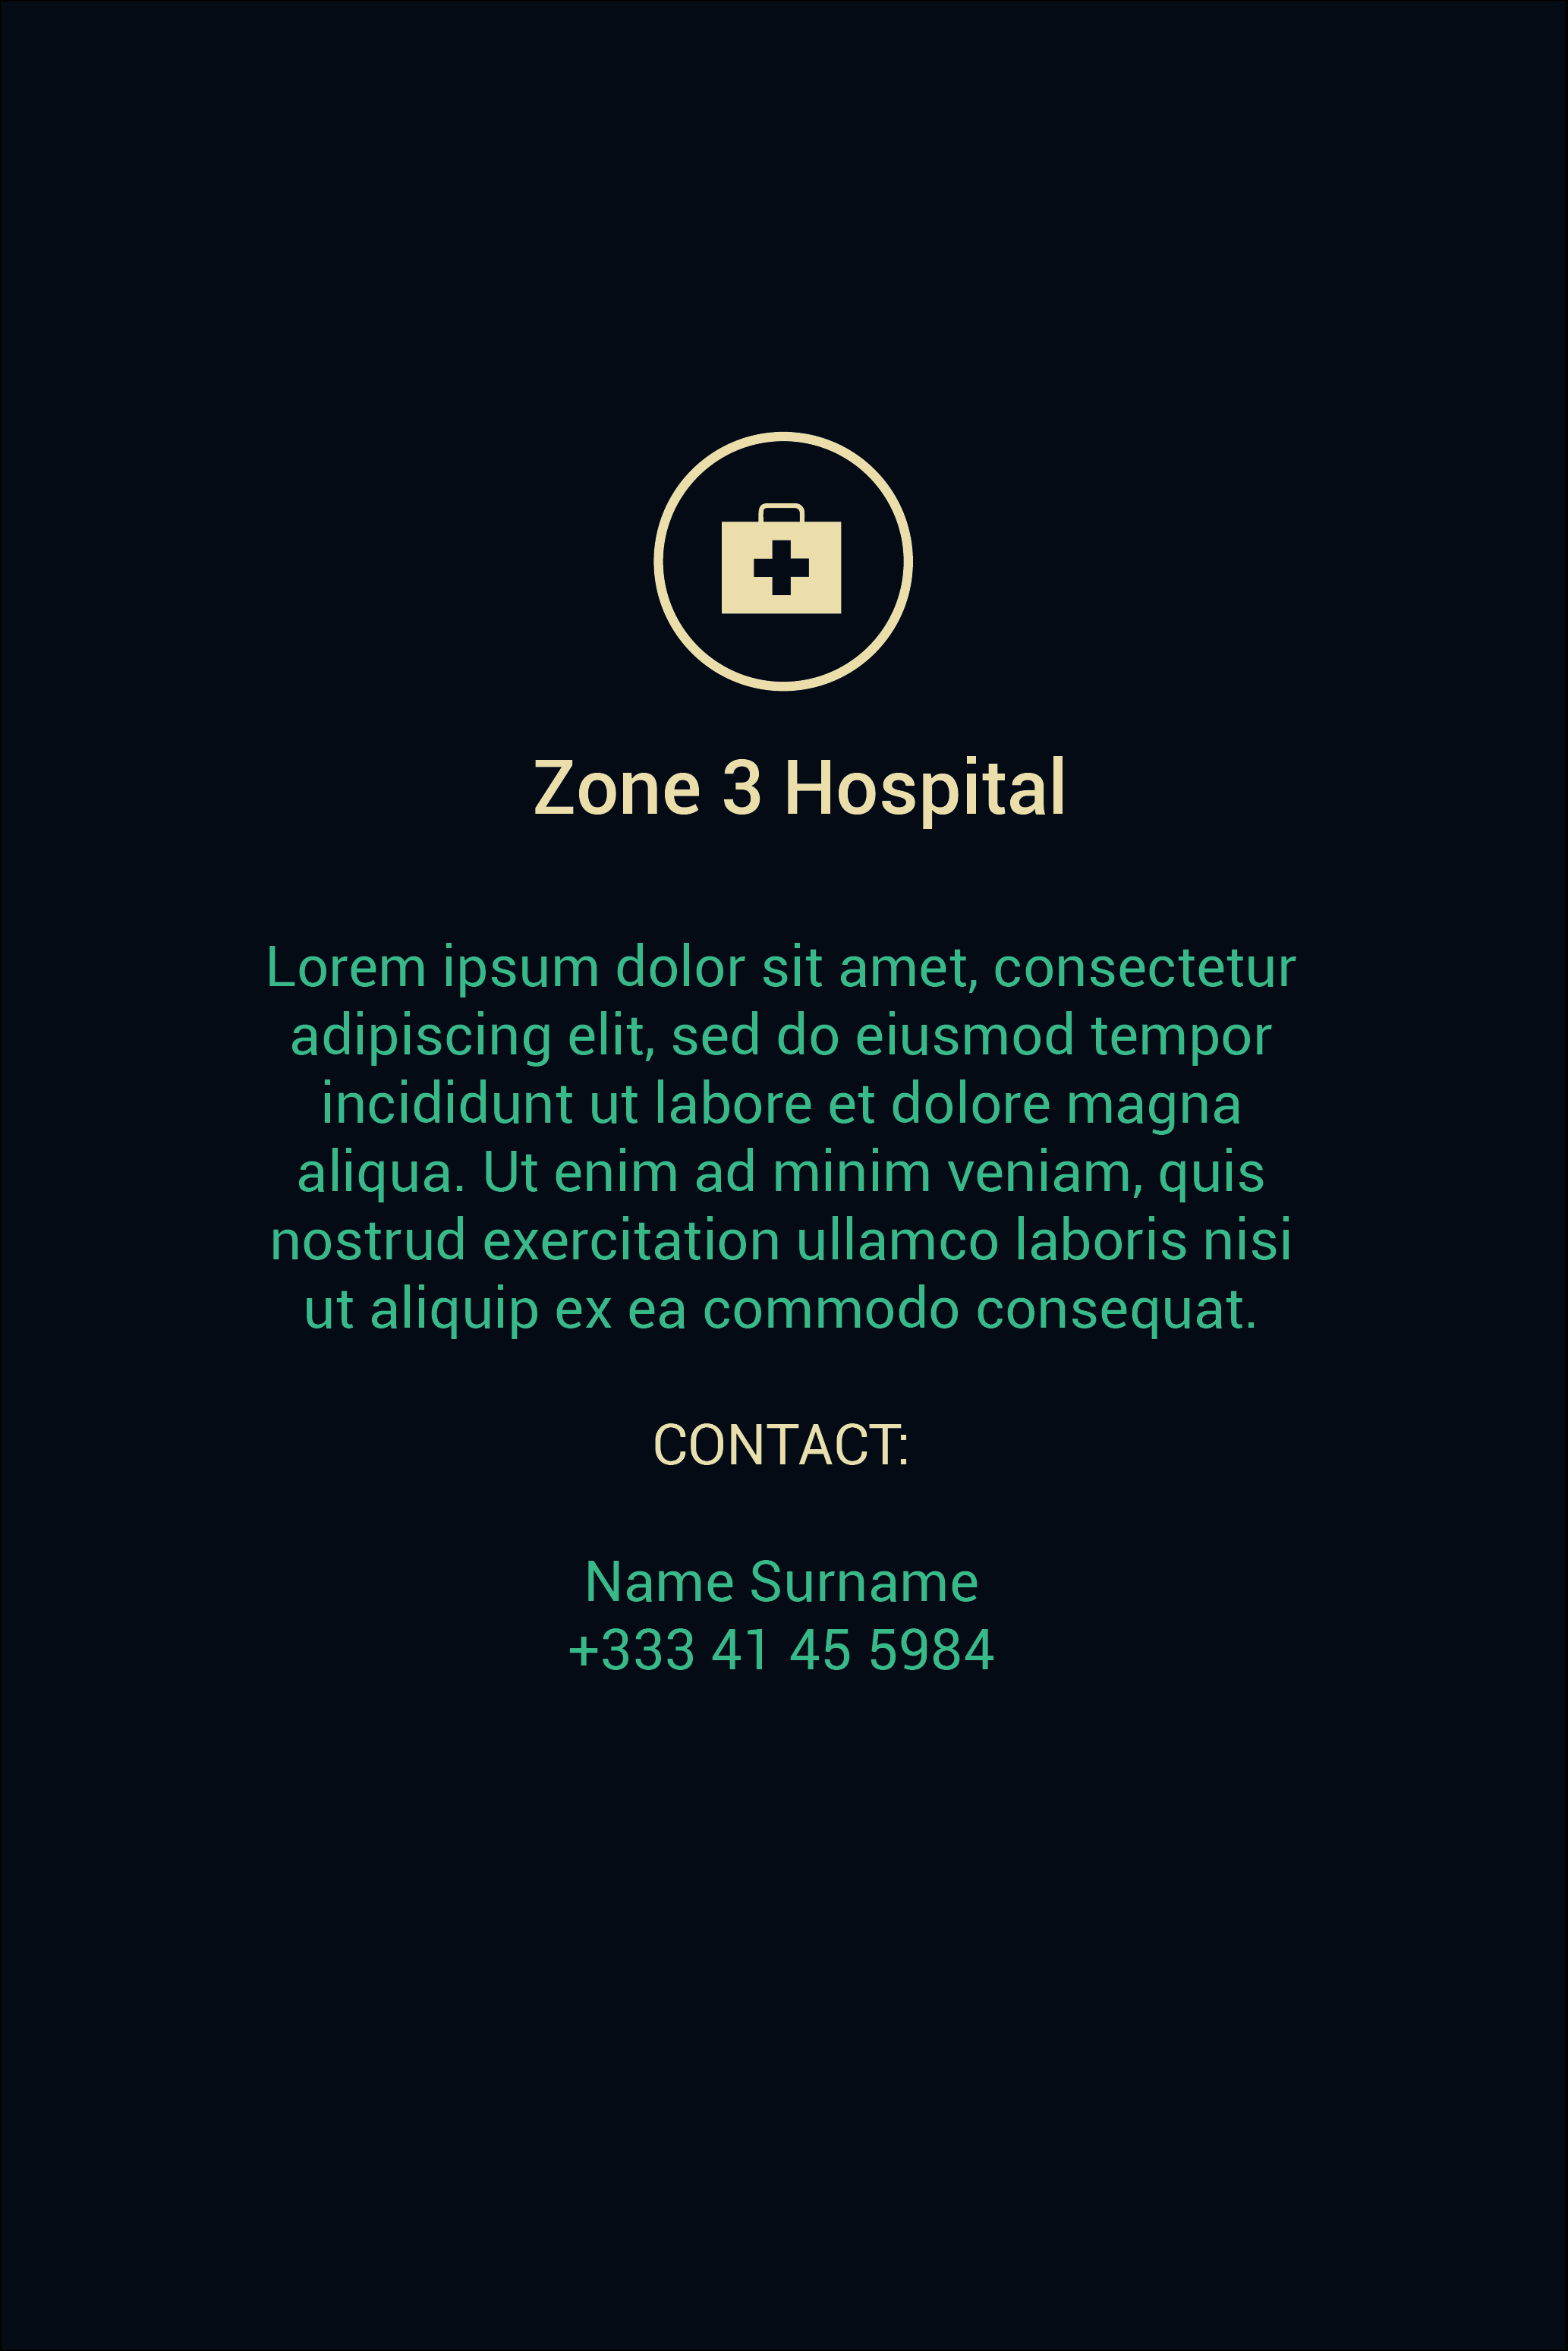 Zone 3 Hospital
Lorem ipsum dolor sit amet, consectetur
adipiscing elit, sed do eiusmod tempor
incididunt ut labore et dolore magna
aliqua. Ut enim ad minim veniam, quis
nostrud exercitation ullamco laboris nisi
ut aliquip ex ea commodo consequat.
CONTACT:
Name Surname
+333 41 45 5984